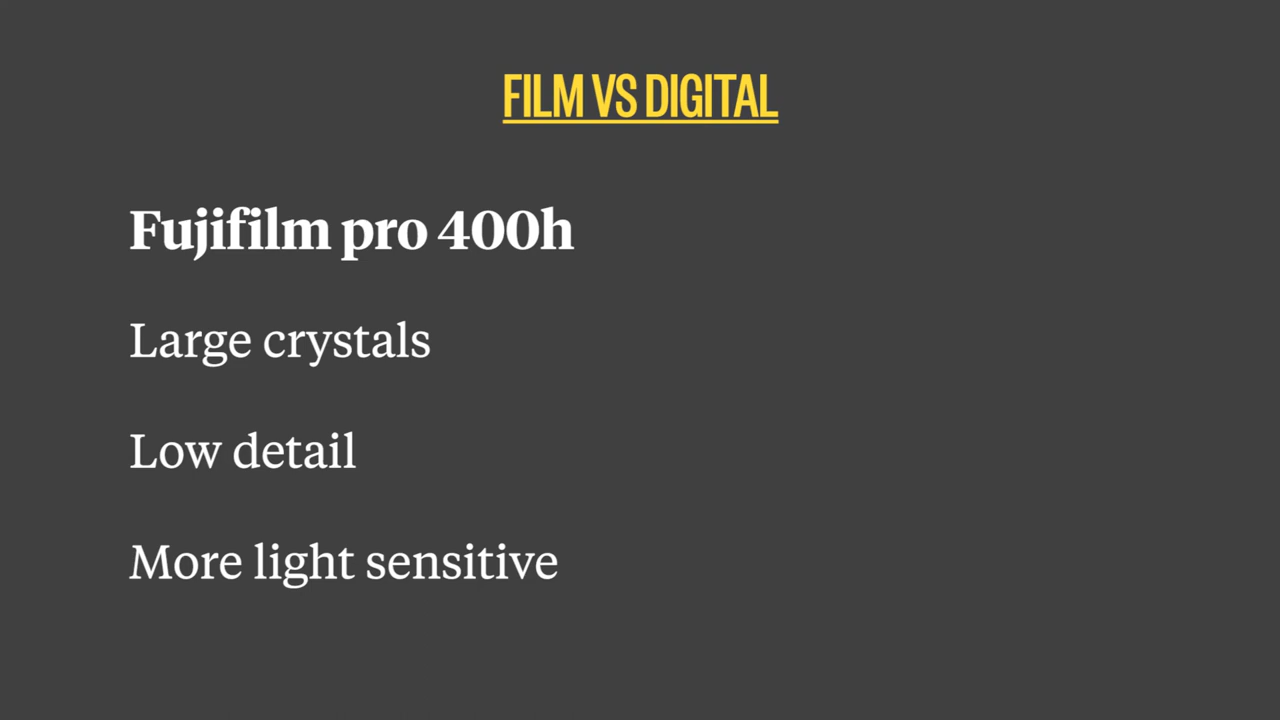 FILM VS DIGITAL
Fujifilm pro 400h
Large crystals
Low detail
More light sensitive